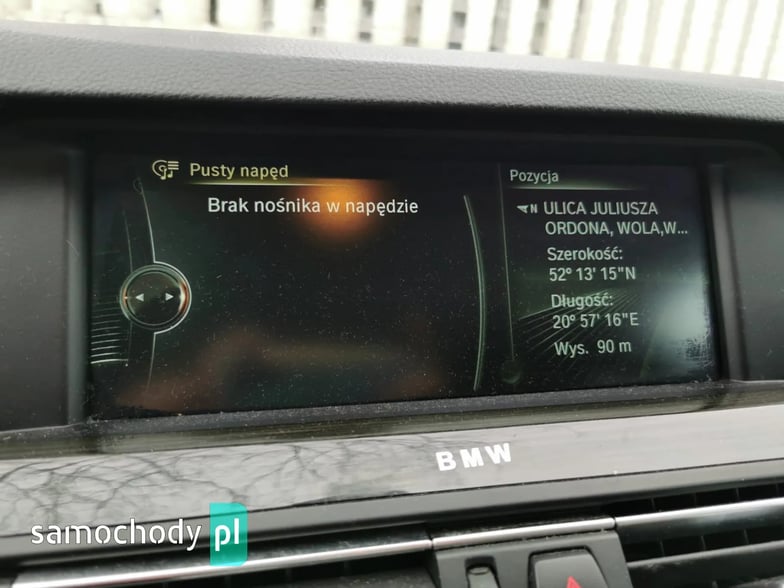 Pusty napęd
Brak nośnika w napędzie
Pozycja
N ULICA JULIUSZA
ORDONA, WOLA,W...
Szerokość:
52° 13' 15"N
Długość:
20° 57' 16"E
Wys. 90 m
BMW
samochody pl